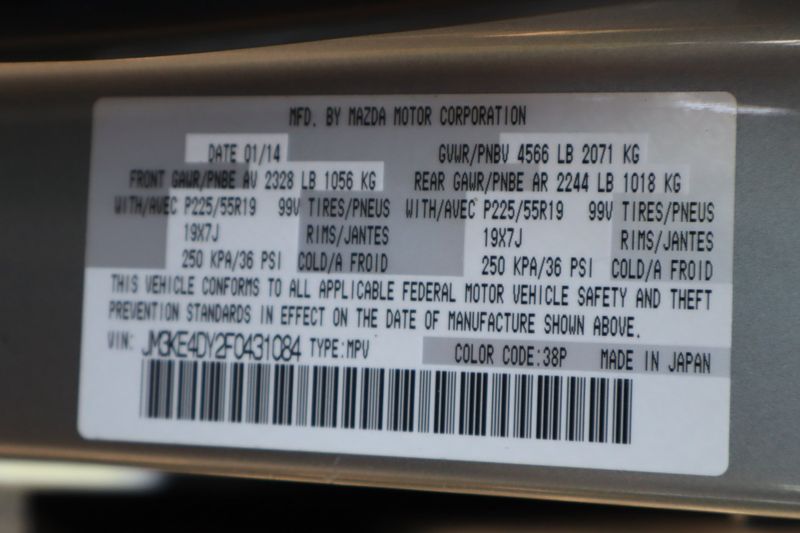 MFD. BY MAZDA MOTOR CORPORATION
DATE 01/14 GVWR/PNBV 4566 LB 2071 KG
FRONT GAWR/PNBE AV 2328 LB 1056 KG REAR GAWR/PNBE AR 2244 LB 1018 KG
WITH/AVEC P225/55R19 99V TIRES/PNEUS WITH/AVEC P225/55R19 99V TIRES/PNEUS
19X7J RIMS/JANTES 19X7J RIMS/JANTES
250 KPA/36 PSI COLD/A FROID 250 KPA/36 PSI COLD/A FROID
THIS VEHICLE CONFORMS TO ALL APPLICABLE FEDERAL MOTOR VEHICLE SAFETY AND THEFT
PREVENTION STANDARDS IN EFFECT ON THE DATE OF MANUFACTURE SHOWN ABOVE.
VIN: JM3KE4DY2F0431084 TYPE:MPV COLOR CODE:38P MADE IN JAPAN